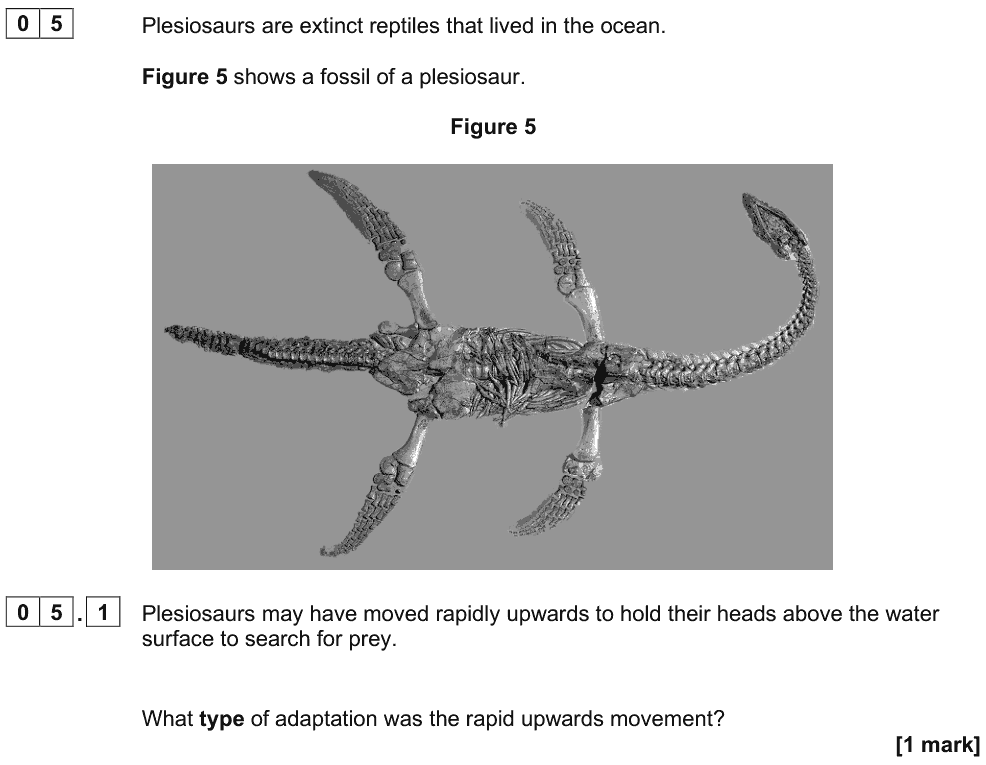 0 5 Plesiosaurs are extinct reptiles that lived in the ocean.
Figure 5 shows a fossil of a plesiosaur.
Figure 5
0 5 . 1 Plesiosaurs may have moved rapidly upwards to hold their heads above the water
surface to search for prey.
What type of adaptation was the rapid upwards movement?
[1 mark]